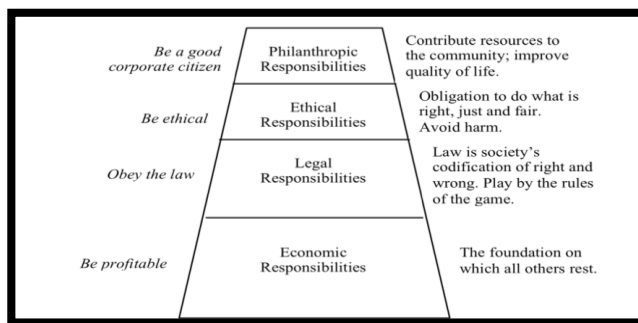 Be a good
corporate citizen
Philanthropic
Responsibilities
Contribute resources to
the community; improve
quality of life.
Be ethical
Ethical
Responsibilities
Obligation to do what is
right, just and fair.
Avoid harm.
Obey the law
Legal
Responsibilities
Law is society's
codification of right and
wrong. Play by the rules
of the game.
Be profitable
Economic
Responsibilities
The foundation on
which all others rest.